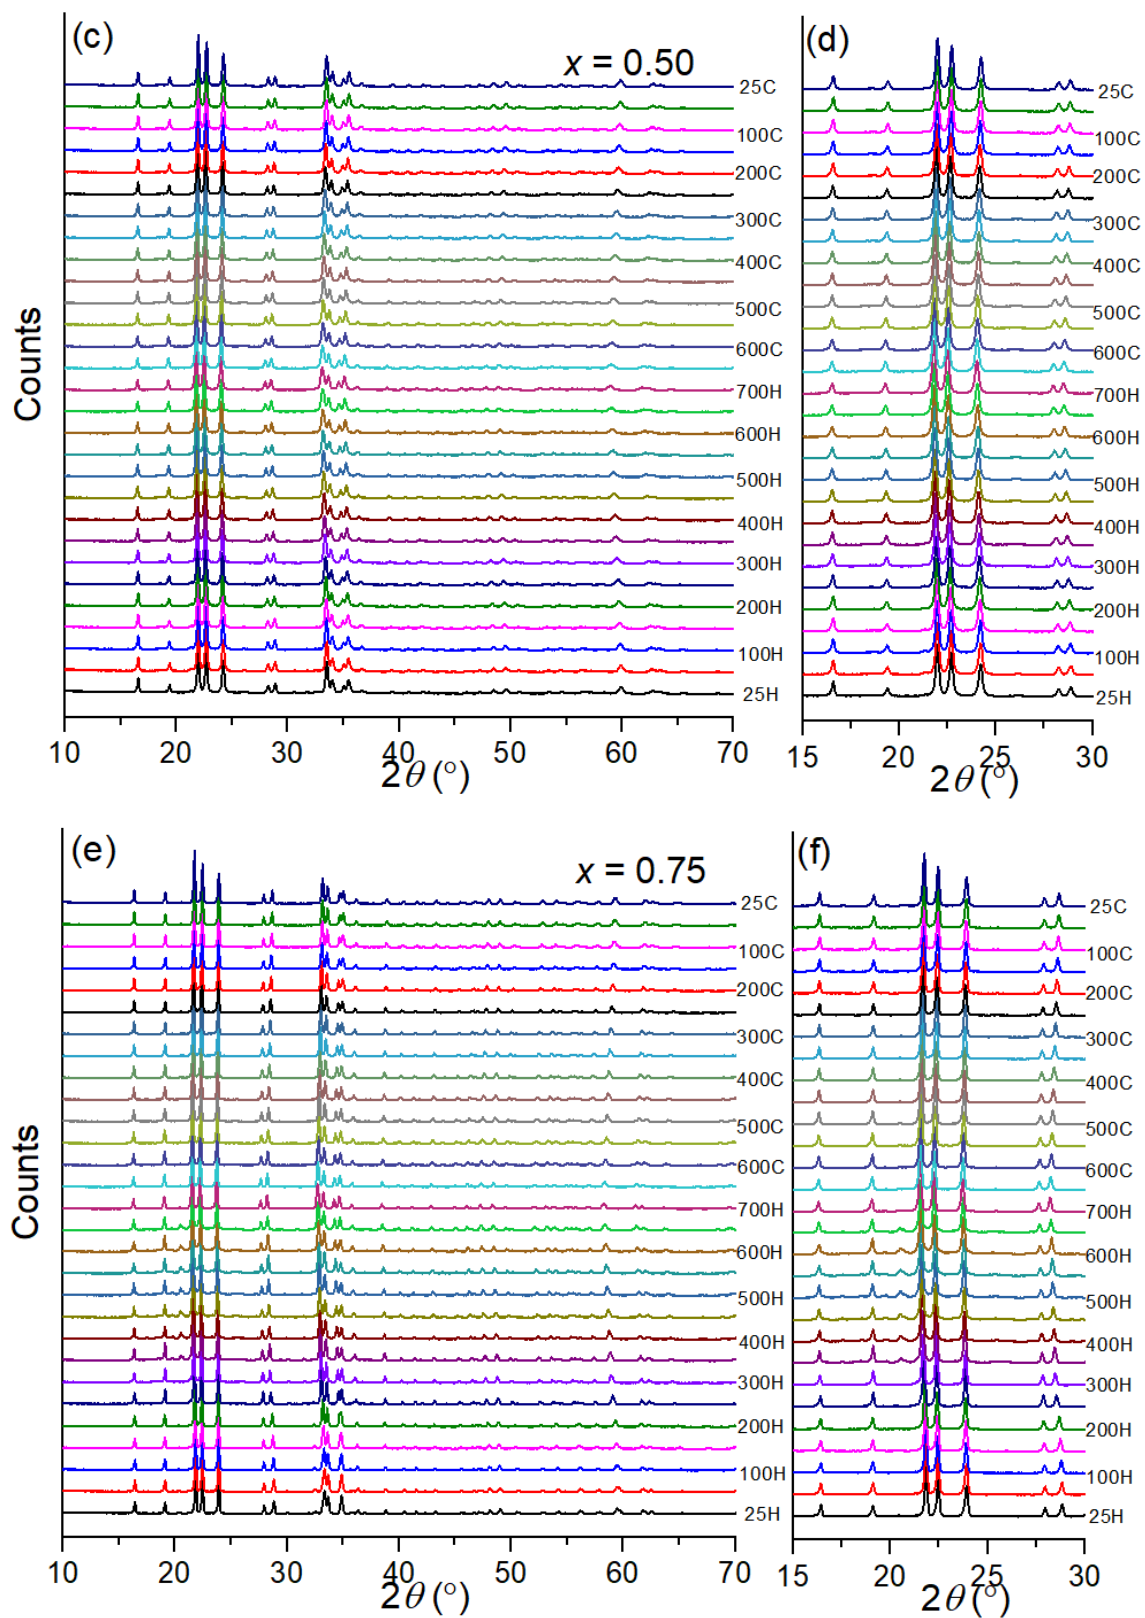 (c)
x = 0.50
25C
100C
200C
300C
400C
500C
600C
700H
600H
500H
400H
300H
200H
100H
25H
Counts
10 20 30 40 50 60 70
2θ (°)
(d)
25C
100C
200C
300C
400C
500C
600C
700H
600H
500H
400H
300H
200H
100H
25H
15 20 25 30
2θ (°)
(e)
x = 0.75
25C
100C
200C
300C
400C
500C
600C
700H
600H
500H
400H
300H
200H
100H
25H
Counts
10 20 30 40 50 60 70
2θ (°)
(f)
25C
100C
200C
300C
400C
500C
600C
700H
600H
500H
400H
300H
200H
100H
25H
15 20 25 30
2θ (°)